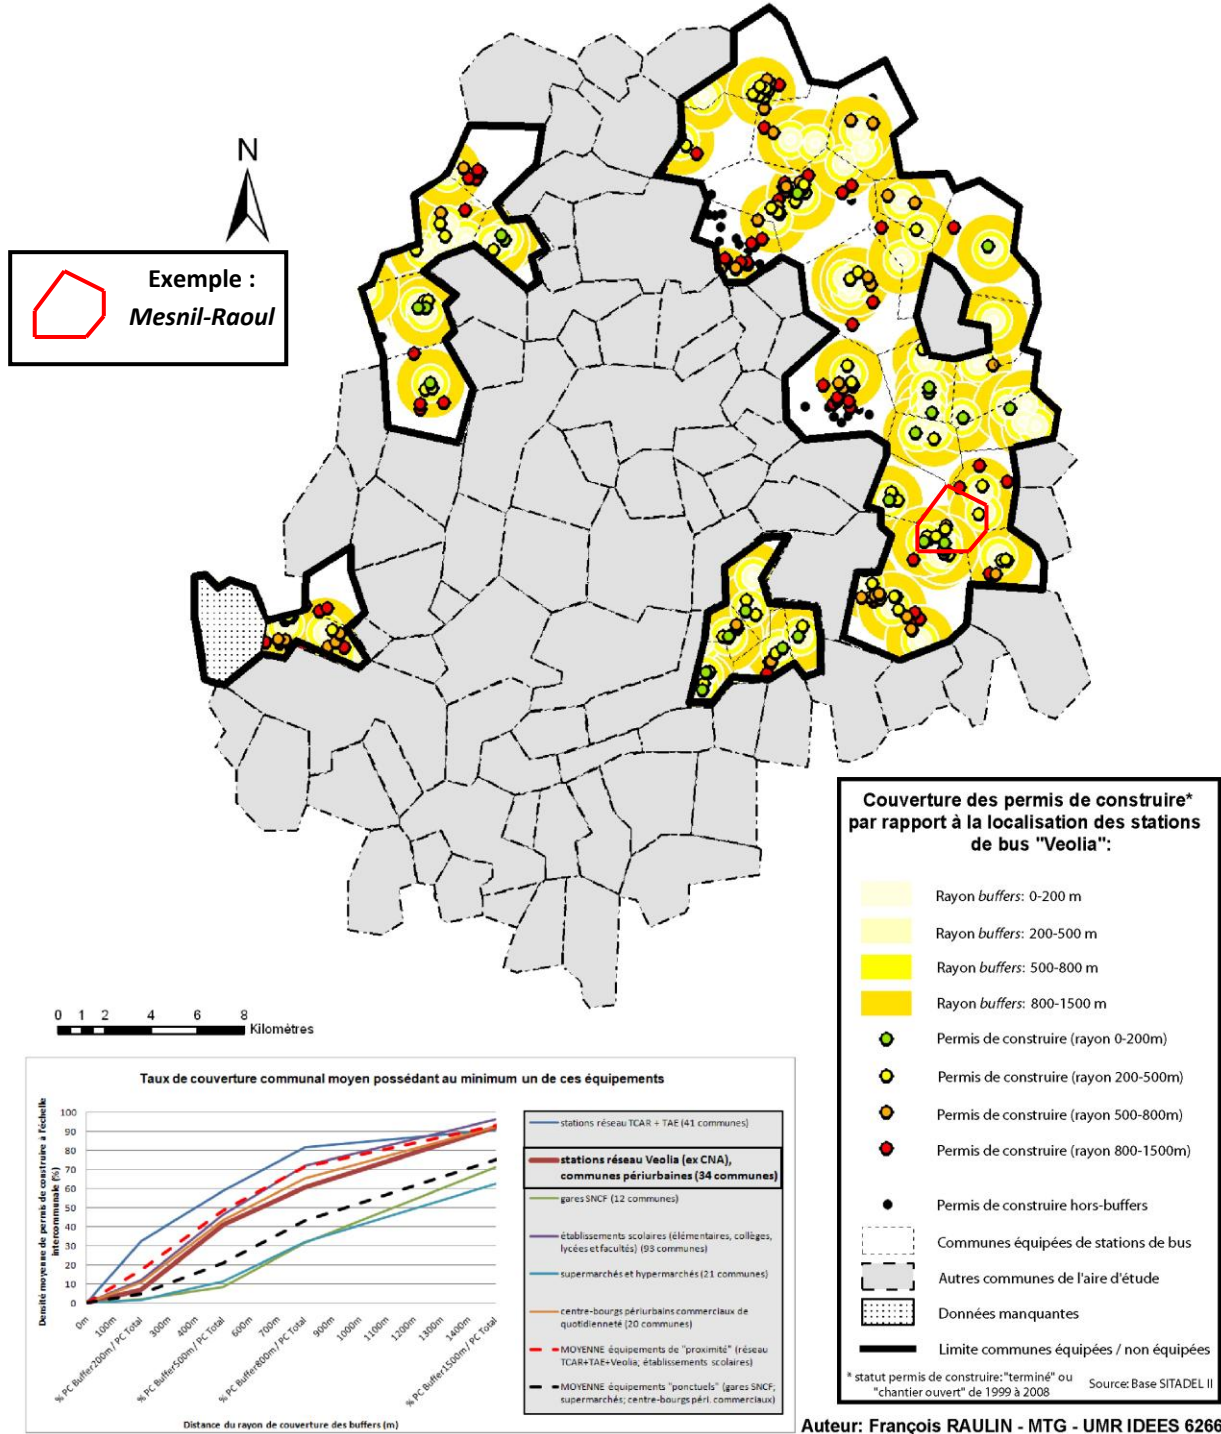 N
Exemple :
Mesnil-Raoul
0 1 2 4 6 8
Kilomètres
Couverture des permis de construire*
par rapport à la localisation des stations
de bus "Veolia":
Rayon buffers: 0-200 m
Rayon buffers: 200-500 m
Rayon buffers: 500-800 m
Rayon buffers: 800-1500 m
Permis de construire (rayon 0-200m)
Permis de construire (rayon 200-500m)
Permis de construire (rayon 500-800m)
Permis de construire (rayon 800-1500m)
Permis de construire hors-buffers
Communes équipées de stations de bus
Autres communes de l'aire d'étude
Données manquantes
Limite communes équipées / non équipées
* statut permis de construire:"terminé" ou
"chantier ouvert" de 1999 à 2008
Source: Base SITADEL II
Taux de couverture communal moyen possédant au minimum un de ces équipements
Densité moyenne de permis de construire à l'échelle
intercommunale (%)
100
90
80
70
60
50
40
30
20
10
0
0m
100m
% PC Buffer200m / PC Total
300m
400m
% PC Buffer500m / PC Total
600m
700m
% PC Buffer800m / PC Total
900m
1000m
1100m
1200m
1300m
1400m
% PC Buffer1500m / PC Total
Distance du rayon de couverture des buffers (m)
stations réseau TCAR + TAE (41 communes)
stations réseau Veolia (ex CNA),
communes périurbaines (34 communes)
gares SNCF (12 communes)
établissements scolaires (élémentaires, collèges,
lycées et facultés) (93 communes)
supermarchés et hypermarchés (21 communes)
centre-bourgs périurbains commerciaux de
quotidienneté (20 communes)
MOYENNE équipements de "proximité" (réseau
TCAR+TAE+Veolia; établissements scolaires)
MOYENNE équipements "ponctuels" (gares SNCF;
supermarchés; centre-bourgs péri. commerciaux)
Auteur: François RAULIN - MTG - UMR IDEES 6266